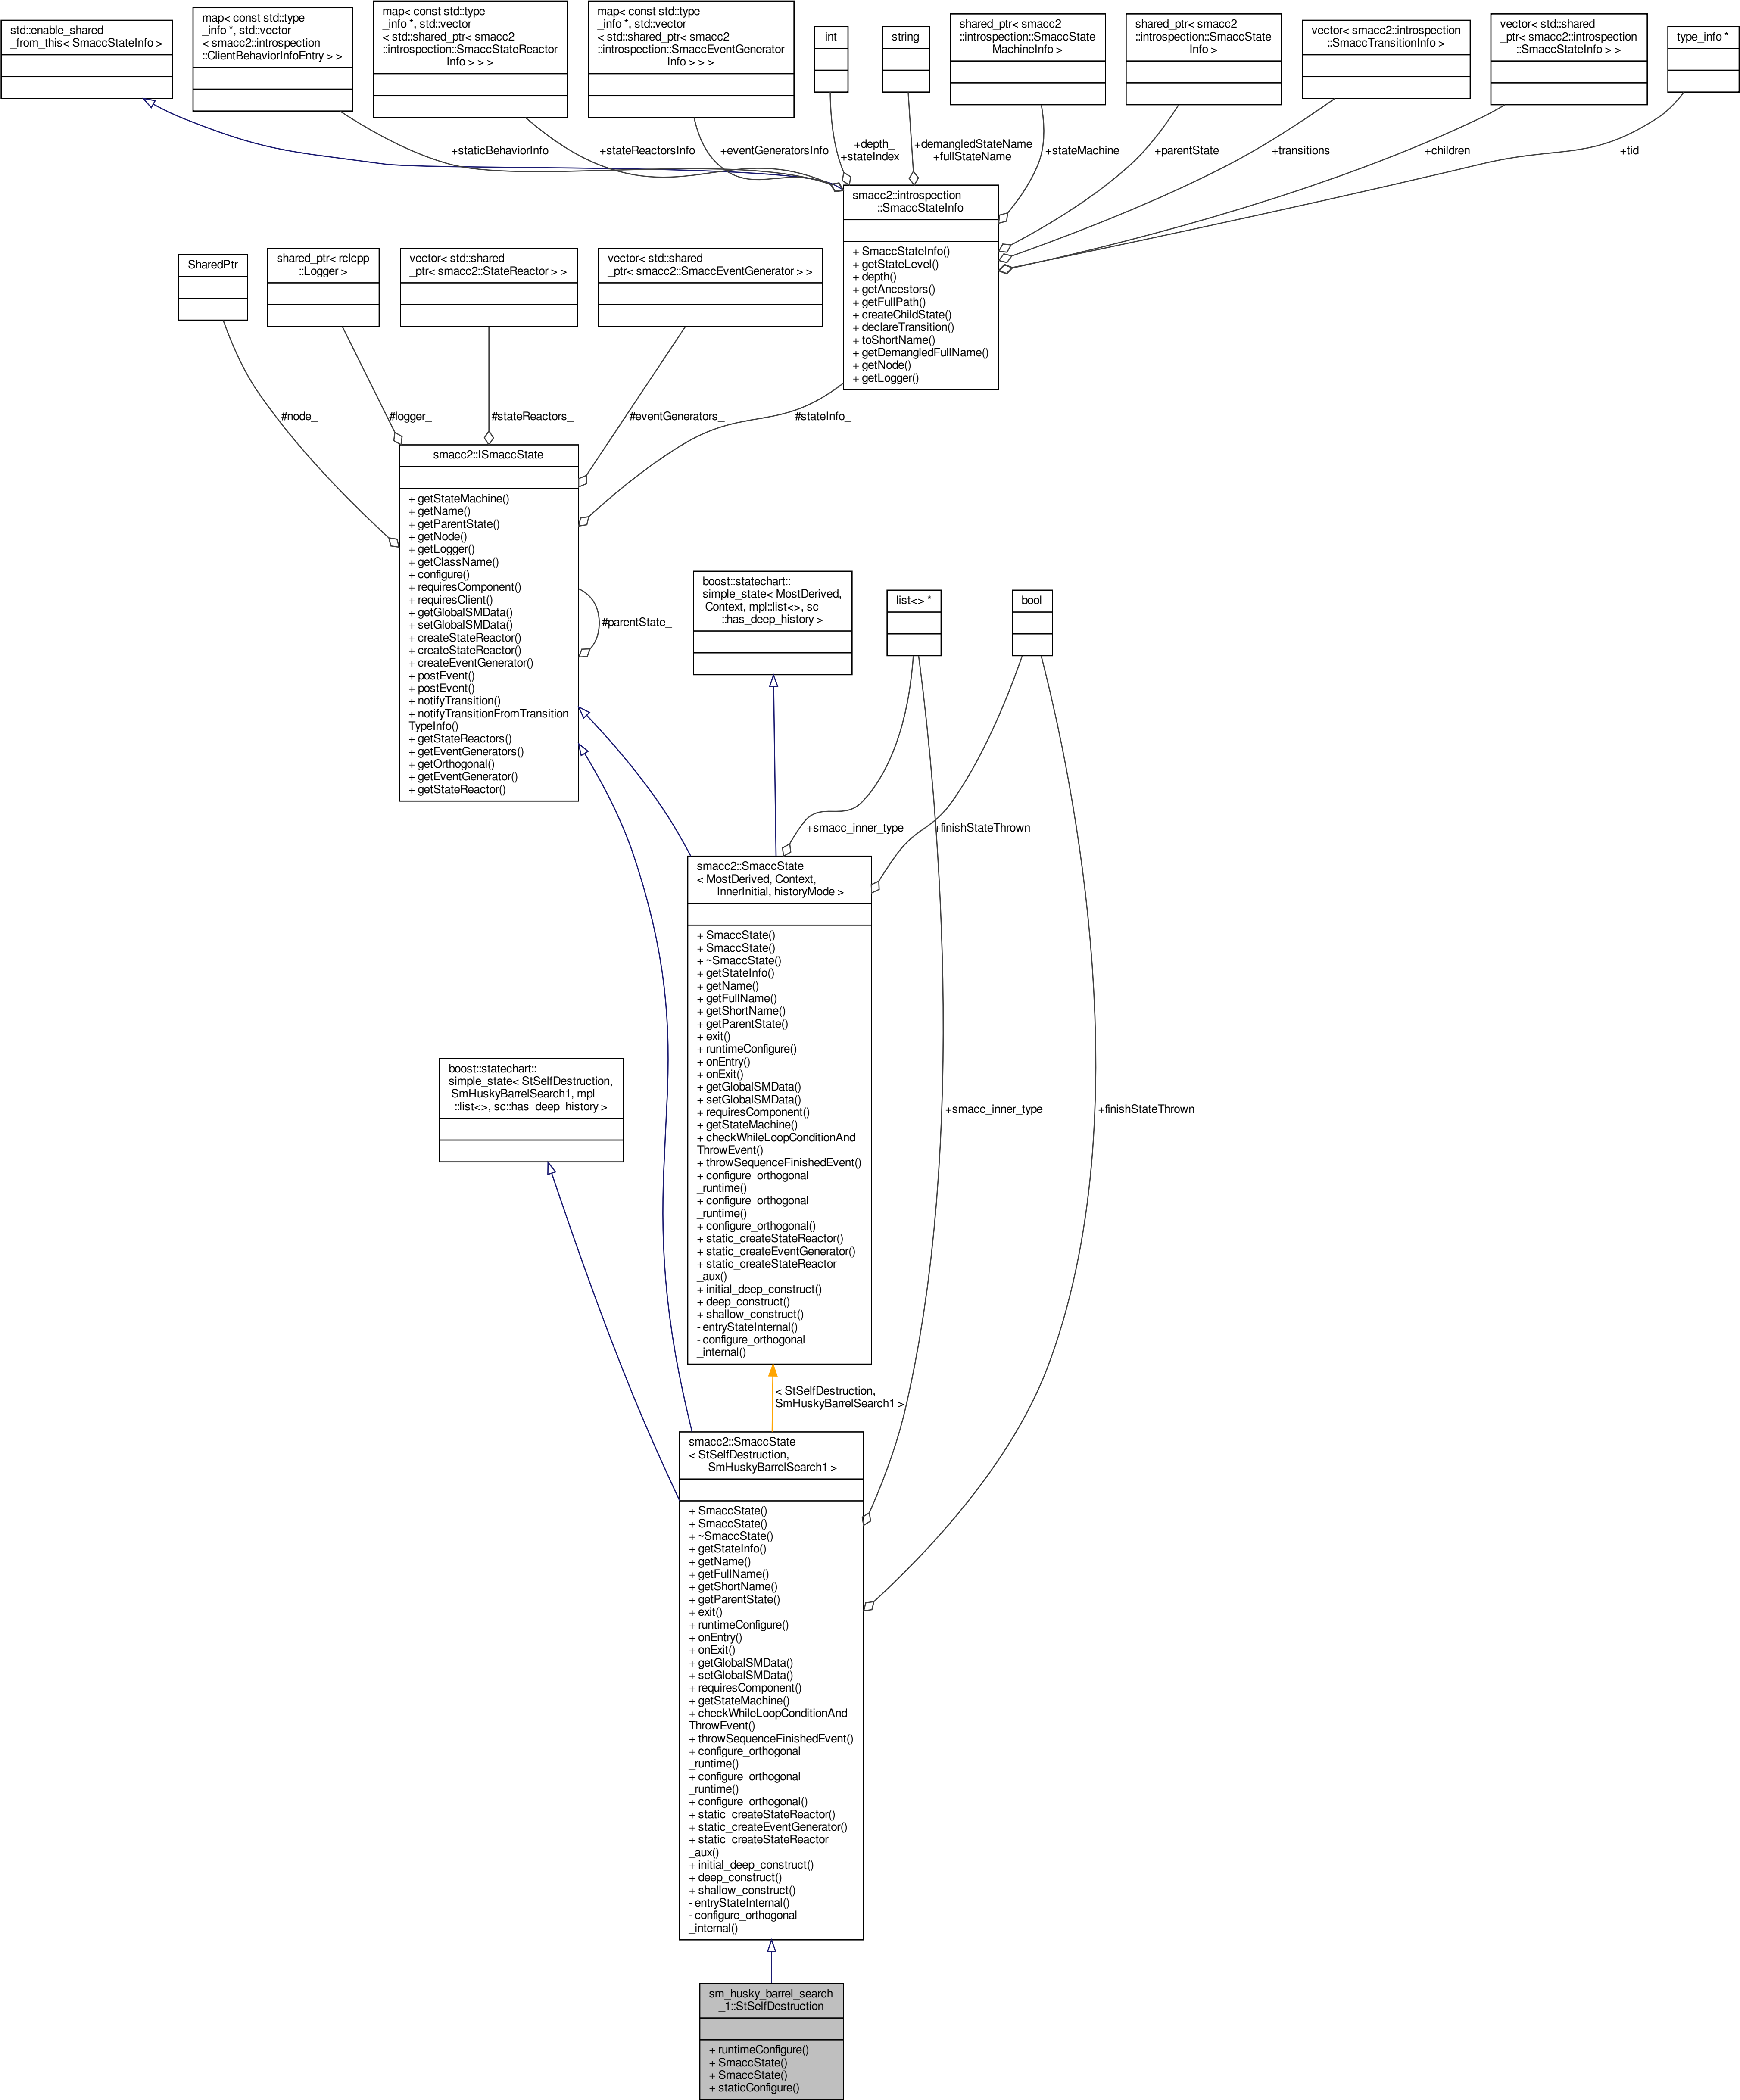 std::enable_shared
_from_this< SmaccStateInfo >
map< const std::type
_info *, std::vector
< smacc2::introspection
::ClientBehaviorInfoEntry > >
map< const std::type
_info *, std::vector
< std::shared_ptr< smacc2
::introspection::SmaccStateReactor
Info > > >
map< const std::type
_info *, std::vector
< std::shared_ptr< smacc2
::introspection::SmaccEventGenerator
Info > > >
int
string
shared_ptr< smacc2
::introspection::SmaccState
MachineInfo >
shared_ptr< smacc2
::introspection::SmaccState
Info >
vector< smacc2::introspection
::SmaccTransitionInfo >
vector< std::shared
_ptr< smacc2::introspection
::SmaccStateInfo > >
type_info *
+staticBehaviorInfo
+stateReactorsInfo
+eventGeneratorsInfo
+depth_
+stateIndex_
+demangledStateName
+fullStateName
+stateMachine_
+parentState_
+transitions_
+children_
+tid_
smacc2::introspection
::SmaccStateInfo
+ SmaccStateInfo()
+ getStateLevel()
+ depth()
+ getAncestors()
+ getFullPath()
+ createChildState()
+ declareTransition()
+ toShortName()
+ getDemangledFullName()
+ getNode()
+ getLogger()
SharedPtr
shared_ptr< rclcpp
::Logger >
vector< std::shared
_ptr< smacc2::StateReactor > >
vector< std::shared
_ptr< smacc2::SmaccEventGenerator > >
#node_
#logger_
#stateReactors_
#eventGenerators_
#stateInfo_
smacc2::ISmaccState
+ getStateMachine()
+ getName()
+ getParentState()
+ getNode()
+ getLogger()
+ getClassName()
+ configure()
+ requiresComponent()
+ requiresClient()
+ getGlobalSMData()
+ setGlobalSMData()
+ createStateReactor()
+ createStateReactor()
+ createEventGenerator()
+ postEvent()
+ postEvent()
+ notifyTransition()
+ notifyTransitionFromTransition
TypeInfo()
+ getStateReactors()
+ getEventGenerators()
+ getOrthogonal()
+ getEventGenerator()
+ getStateReactor()
#parentState_
boost::statechart::
simple_state< MostDerived,
Context, mpl::list<>, sc
::has_deep_history >
list<> *
bool
+smacc_inner_type
+finishStateThrown
smacc2::SmaccState
< MostDerived, Context,
InnerInitial, historyMode >
+ SmaccState()
+ SmaccState()
+ ~SmaccState()
+ getStateInfo()
+ getName()
+ getFullName()
+ getShortName()
+ getParentState()
+ exit()
+ runtimeConfigure()
+ onEntry()
+ onExit()
+ getGlobalSMData()
+ setGlobalSMData()
+ requiresComponent()
+ getStateMachine()
+ checkWhileLoopConditionAnd
ThrowEvent()
+ throwSequenceFinishedEvent()
+ configure_orthogonal
_runtime()
+ configure_orthogonal
_runtime()
+ configure_orthogonal()
+ static_createStateReactor()
+ static_createEventGenerator()
+ static_createStateReactor
_aux()
+ initial_deep_construct()
+ deep_construct()
+ shallow_construct()
- entryStateInternal()
- configure_orthogonal
_internal()
boost::statechart::
simple_state< StSelfDestruction,
SmHuskyBarrelSearch1, mpl
::list<>, sc::has_deep_history >
+smacc_inner_type
+finishStateThrown
< StSelfDestruction,
SmHuskyBarrelSearch1 >
smacc2::SmaccState
< StSelfDestruction,
SmHuskyBarrelSearch1 >
+ SmaccState()
+ SmaccState()
+ ~SmaccState()
+ getStateInfo()
+ getName()
+ getFullName()
+ getShortName()
+ getParentState()
+ exit()
+ runtimeConfigure()
+ onEntry()
+ onExit()
+ getGlobalSMData()
+ setGlobalSMData()
+ requiresComponent()
+ getStateMachine()
+ checkWhileLoopConditionAnd
ThrowEvent()
+ throwSequenceFinishedEvent()
+ configure_orthogonal
_runtime()
+ configure_orthogonal
_runtime()
+ configure_orthogonal()
+ static_createStateReactor()
+ static_createEventGenerator()
+ static_createStateReactor
_aux()
+ initial_deep_construct()
+ deep_construct()
+ shallow_construct()
- entryStateInternal()
- configure_orthogonal
_internal()
sm_husky_barrel_search
_1::StSelfDestruction
+ runtimeConfigure()
+ SmaccState()
+ SmaccState()
+ staticConfigure()